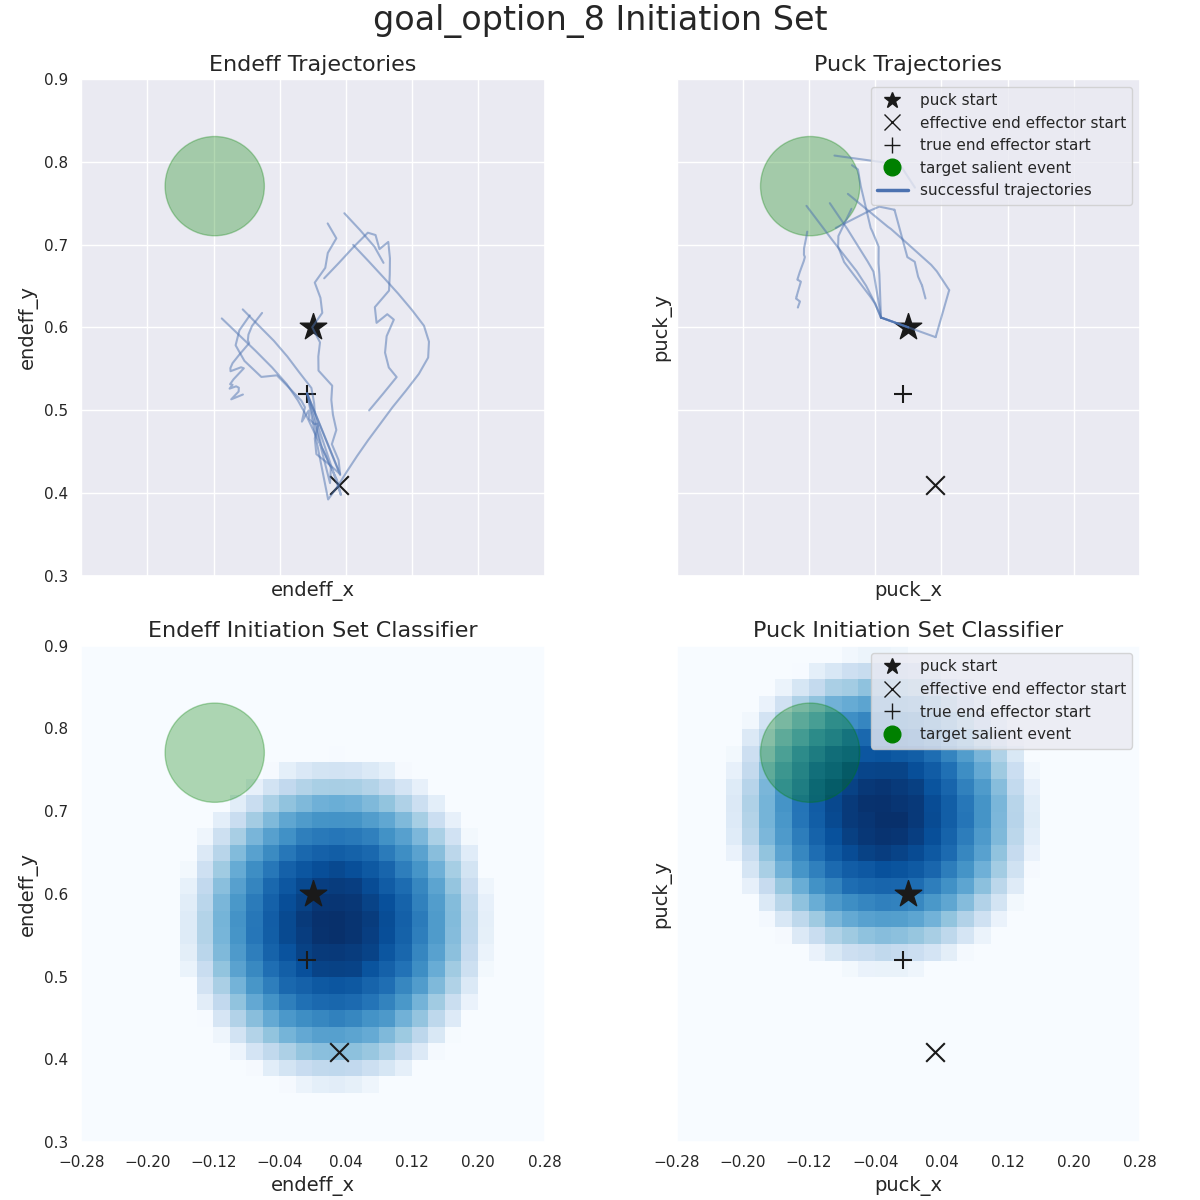 goal_option_8 Initiation Set
Endeff Trajectories
0.9
0.8
0.7
0.6
0.5
0.4
0.3
endeff_y
endeff_x
Puck Trajectories
puck start
effective end effector start
true end effector start
target salient event
successful trajectories
puck_y
puck_x
Endeff Initiation Set Classifier
0.9
0.8
0.7
0.6
0.5
0.4
0.3
endeff_y
−0.28 −0.20 −0.12 −0.04 0.04 0.12 0.20 0.28
endeff_x
Puck Initiation Set Classifier
puck start
effective end effector start
true end effector start
target salient event
puck_y
−0.28 −0.20 −0.12 −0.04 0.04 0.12 0.20 0.28
puck_x